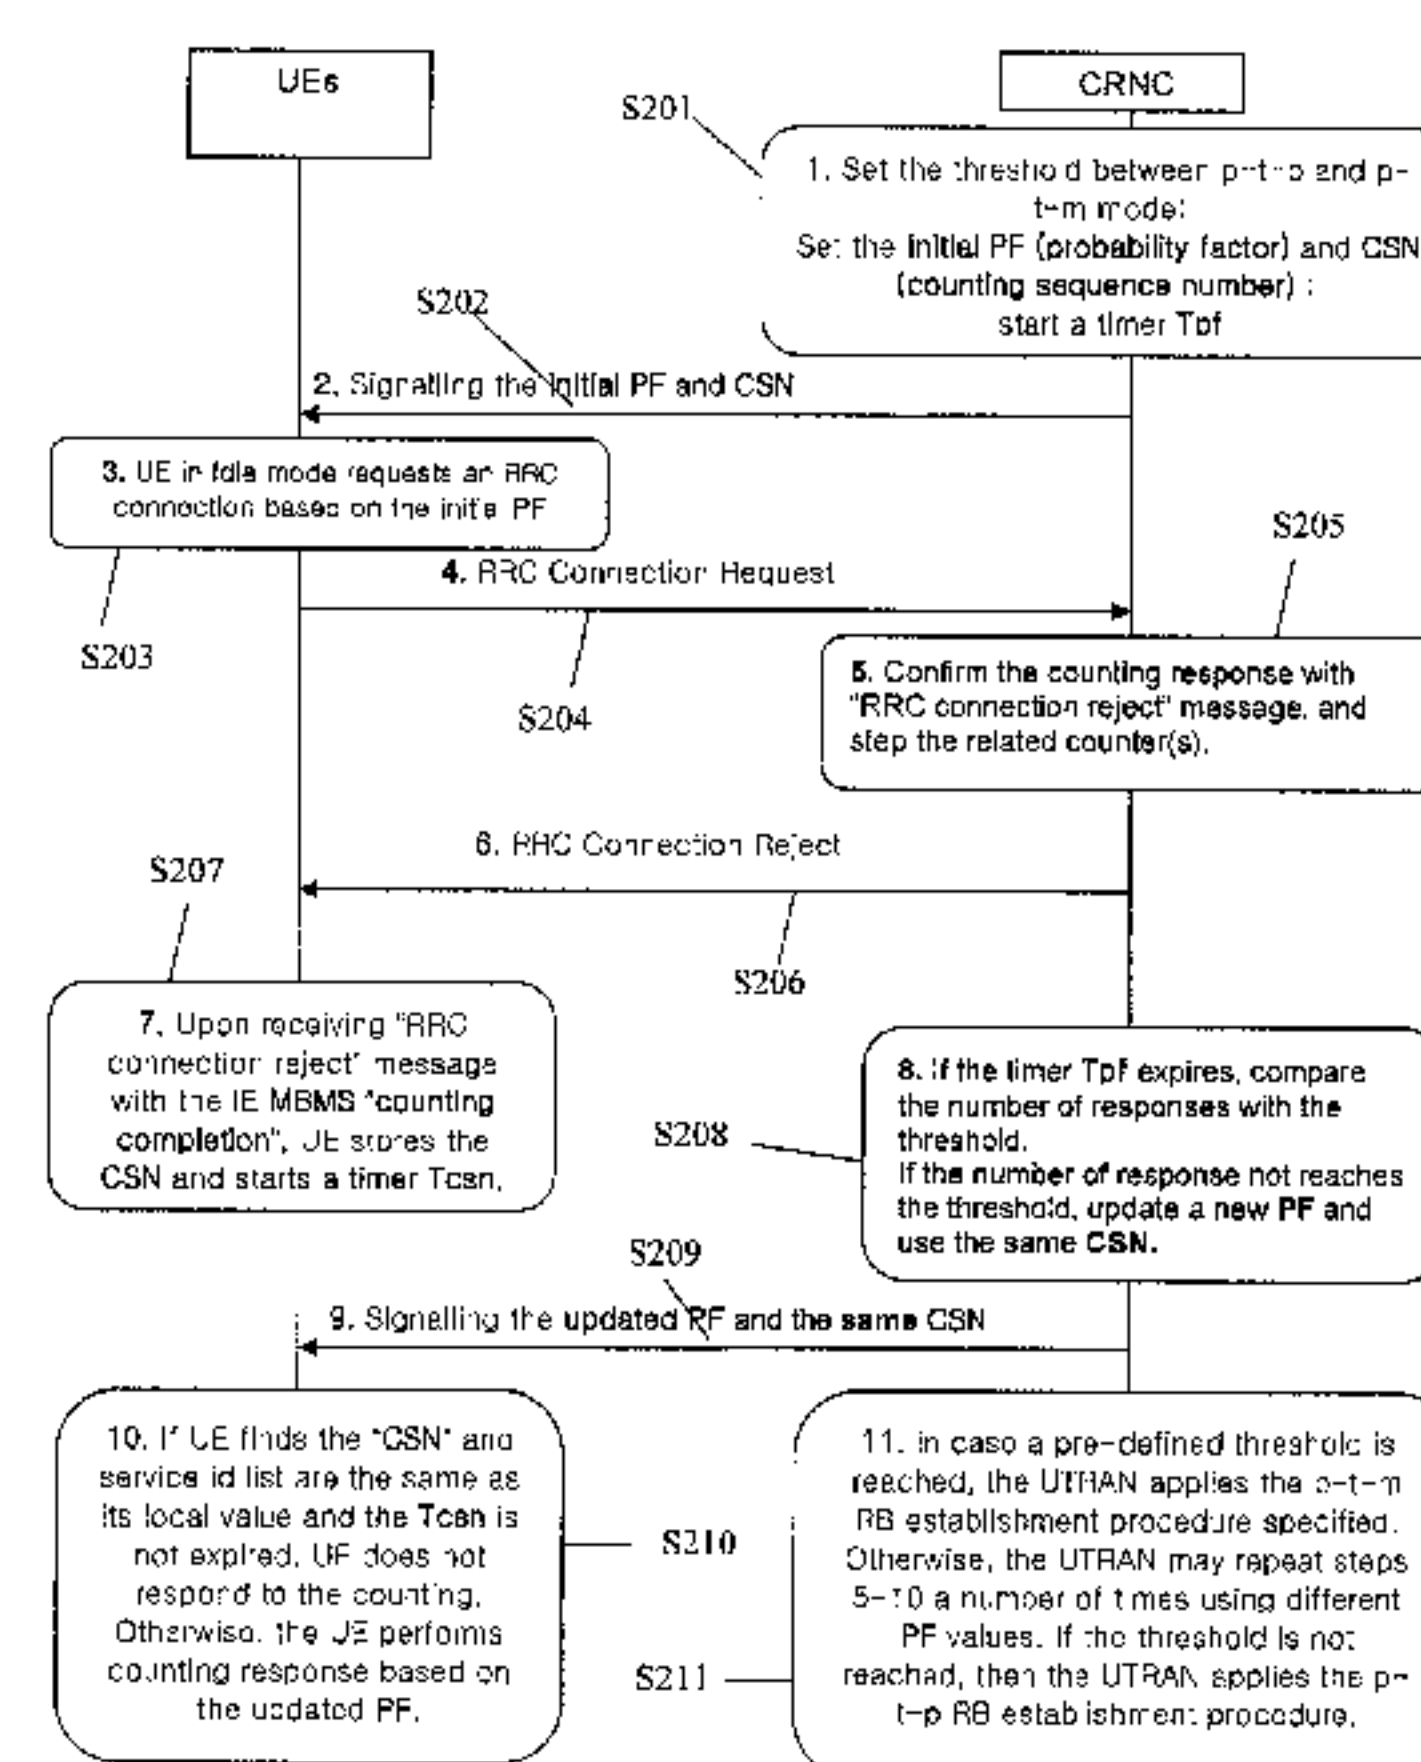 UEs
CRNC
S201
1. Set the threshold between p-t-p and p-
t-m mode;
Set the initial PF (probability factor) and CSN
(counting sequence number) ;
start a timer Tpf
S202
2. Signalling the initial PF and CSN
3. UE in Idle mode requests an RRC
connection based on the initial PF
S203
4. RRC Connection Request
S204
S205
5. Confirm the counting response with
"RRC connection reject" message, and
step the related counter(s).
6. RRC Connection Reject
S206
S207
7. Upon receiving "RRC
connection reject" message
with the IE MBMS "counting
completion", UE stores the
CSN and starts a timer Tcsn.
S208
8. If the timer Tpf expires, compare
the number of responses with the
threshold.
If the number of response not reaches
the threshold, update a new PF and
use the same CSN.
S209
9. Signalling the updated PF and the same CSN
10. If UE finds the "CSN" and
service id list are the same as
its local value and the Tcsn is
not expired, UE does not
respond to the counting.
Otherwise, the UE performs
counting response based on
the updated PF.
S210
11. In case a pre-defined threshold is
reached, the UTRAN applies the p-t-m
RB establishment procedure specified.
Otherwise, the UTRAN may repeat steps
5-10 a number of times using different
PF values. If the threshold is not
reached, then the UTRAN applies the p-
t-p RB establishment procedure.
S211